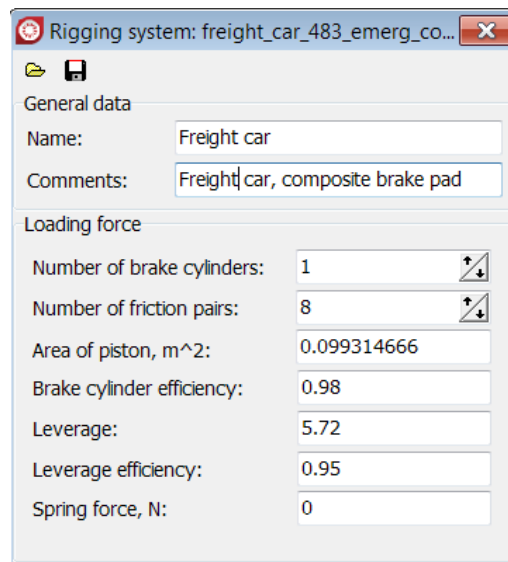 Rigging system: freight_car_483_emerg_co...
General data
Name: Freight car
Comments: Freight car, composite brake pad
Loading force
Number of brake cylinders: 1
Number of friction pairs: 8
Area of piston, m^2: 0.099314666
Brake cylinder efficiency: 0.98
Leverage: 5.72
Leverage efficiency: 0.95
Spring force, N: 0